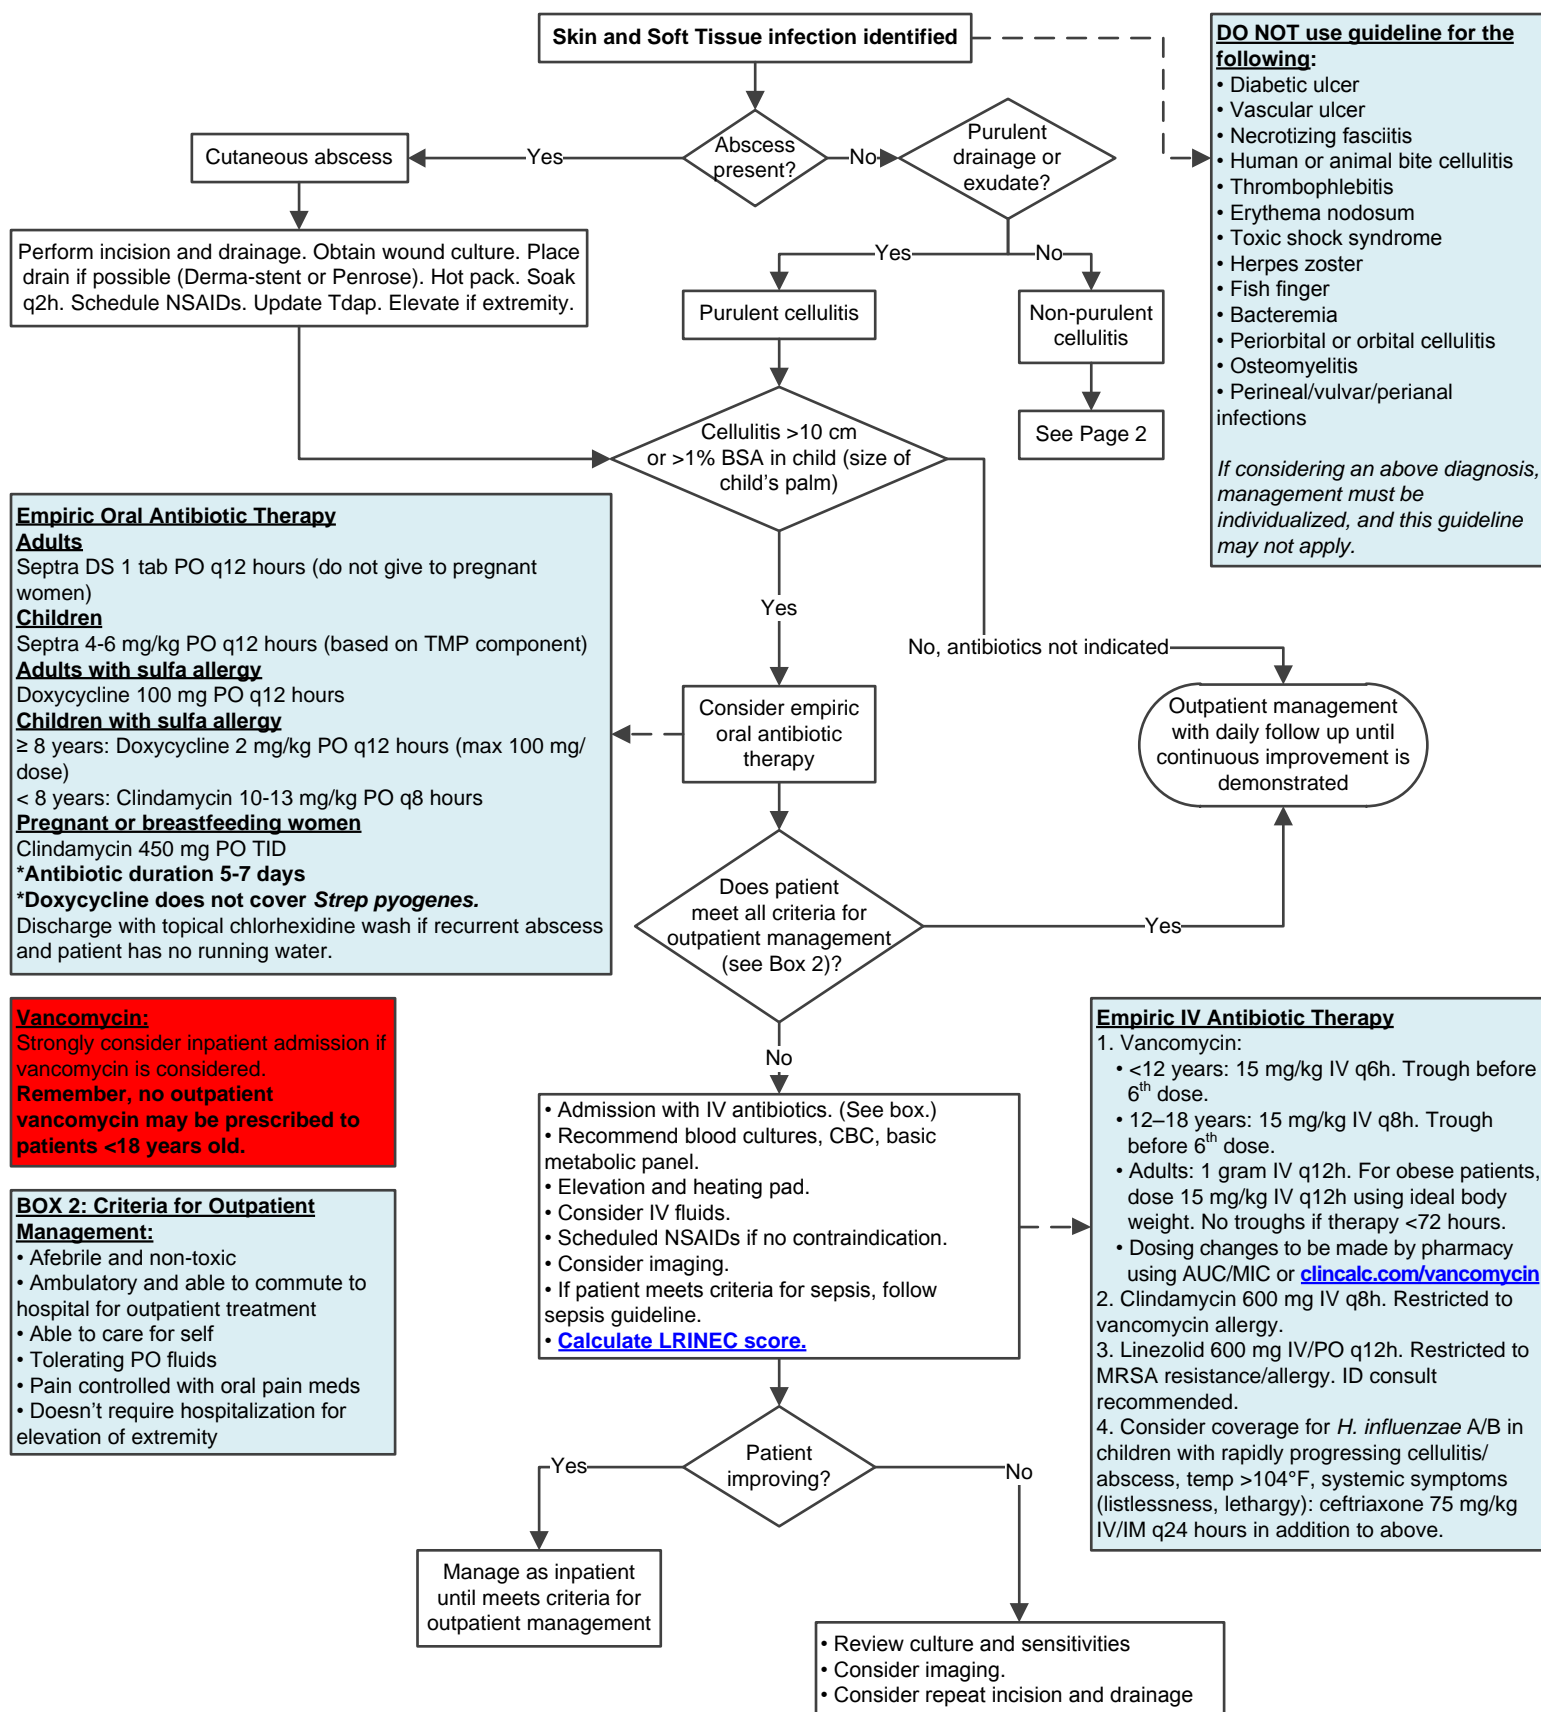 Skin and Soft Tissue infection identified
DO NOT use guideline for the
following:
• Diabetic ulcer
• Vascular ulcer
• Necrotizing fasciitis
• Human or animal bite cellulitis
• Thrombophlebitis
• Erythema nodosum
• Toxic shock syndrome
• Herpes zoster
• Fish finger
• Bacteremia
• Periorbital or orbital cellulitis
• Osteomyelitis
• Perineal/vulvar/perianal
infections
If considering an above diagnosis,
management must be
individualized, and this guideline
may not apply.
Abscess
present?
Yes
No
Cutaneous abscess
Purulent
drainage or
exudate?
Perform incision and drainage. Obtain wound culture. Place
drain if possible (Derma-stent or Penrose). Hot pack. Soak
q2h. Schedule NSAIDs. Update Tdap. Elevate if extremity.
Yes
No
Purulent cellulitis
Non-purulent
cellulitis
See Page 2
Cellulitis >10 cm
or >1% BSA in child (size of
child’s palm)
Yes
No, antibiotics not indicated
Empiric Oral Antibiotic Therapy
Adults
Septra DS 1 tab PO q12 hours (do not give to pregnant
women)
Children
Septra 4-6 mg/kg PO q12 hours (based on TMP component)
Adults with sulfa allergy
Doxycycline 100 mg PO q12 hours
Children with sulfa allergy
≥ 8 years: Doxycycline 2 mg/kg PO q12 hours (max 100 mg/
dose)
< 8 years: Clindamycin 10-13 mg/kg PO q8 hours
Pregnant or breastfeeding women
Clindamycin 450 mg PO TID
*Antibiotic duration 5-7 days
*Doxycycline does not cover Strep pyogenes.
Discharge with topical chlorhexidine wash if recurrent abscess
and patient has no running water.
Consider empiric
oral antibiotic
therapy
Outpatient management
with daily follow up until
continuous improvement is
demonstrated
Does patient
meet all criteria for
outpatient management
(see Box 2)?
Yes
No
Vancomycin:
Strongly consider inpatient admission if
vancomycin is considered.
Remember, no outpatient
vancomycin may be prescribed to
patients <18 years old.
BOX 2: Criteria for Outpatient
Management:
• Afebrile and non-toxic
• Ambulatory and able to commute to
hospital for outpatient treatment
• Able to care for self
• Tolerating PO fluids
• Pain controlled with oral pain meds
• Doesn’t require hospitalization for
elevation of extremity
• Admission with IV antibiotics. (See box.)
• Recommend blood cultures, CBC, basic
metabolic panel.
• Elevation and heating pad.
• Consider IV fluids.
• Scheduled NSAIDs if no contraindication.
• Consider imaging.
• If patient meets criteria for sepsis, follow
sepsis guideline.
• Calculate LRINEC score.
Empiric IV Antibiotic Therapy
1. Vancomycin:
• <12 years: 15 mg/kg IV q6h. Trough before
6th dose.
• 12–18 years: 15 mg/kg IV q8h. Trough
before 6th dose.
• Adults: 1 gram IV q12h. For obese patients,
dose 15 mg/kg IV q12h using ideal body
weight. No troughs if therapy <72 hours.
• Dosing changes to be made by pharmacy
using AUC/MIC or clincalc.com/vancomycin
2. Clindamycin 600 mg IV q8h. Restricted to
vancomycin allergy.
3. Linezolid 600 mg IV/PO q12h. Restricted to
MRSA resistance/allergy. ID consult
recommended.
4. Consider coverage for H. influenzae A/B in
children with rapidly progressing cellulitis/
abscess, temp >104°F, systemic symptoms
(listlessness, lethargy): ceftriaxone 75 mg/kg
IV/IM q24 hours in addition to above.
Patient
improving?
Yes
No
Manage as inpatient
until meets criteria for
outpatient management
• Review culture and sensitivities
• Consider imaging.
• Consider repeat incision and drainage